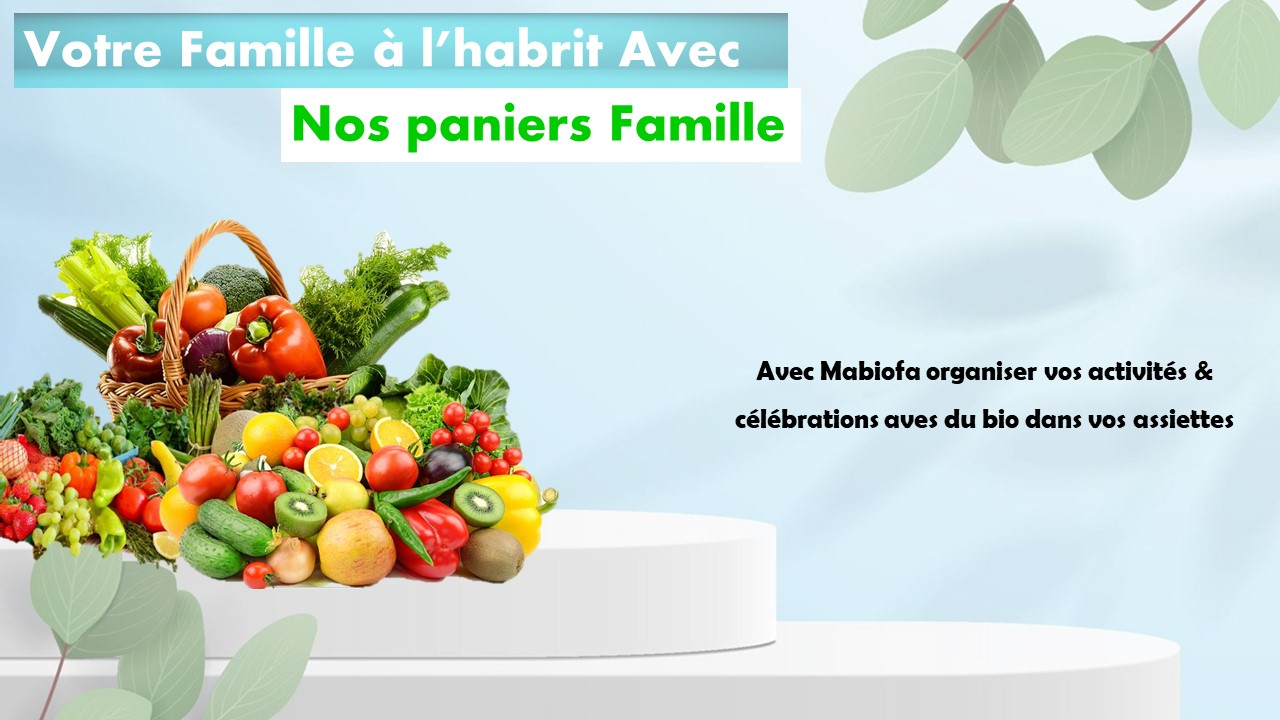 Votre Famille à l’habrit Avec
Nos paniers Famille
Avec Mabiofa organiser vos activités &
célébrations aves du bio dans vos assiettes